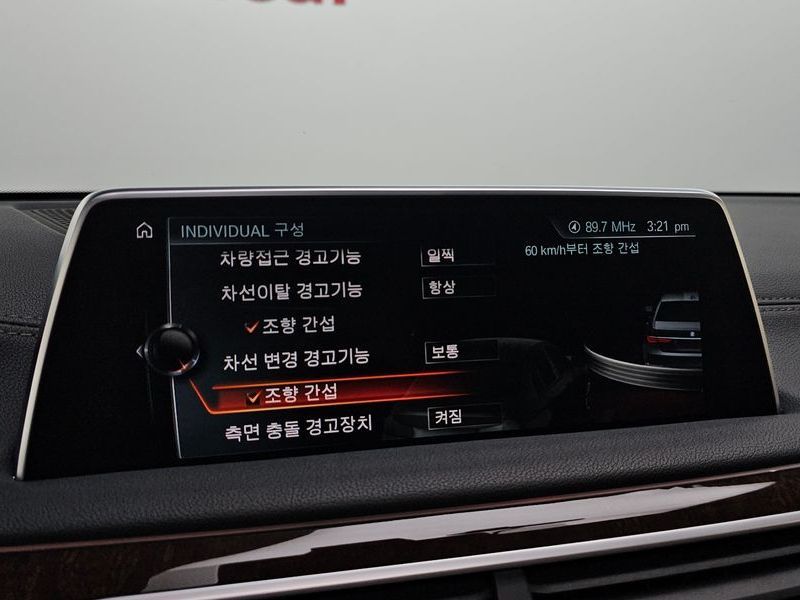 INDIVIDUAL 구성
89.7 MHz 3:21 pm
차량접근 경고기능 일찍
60 km/h부터 조향 간섭
차선이탈 경고기능 항상
조향 간섭
차선 변경 경고기능 보통
조향 간섭
측면 충돌 경고장치 켜짐